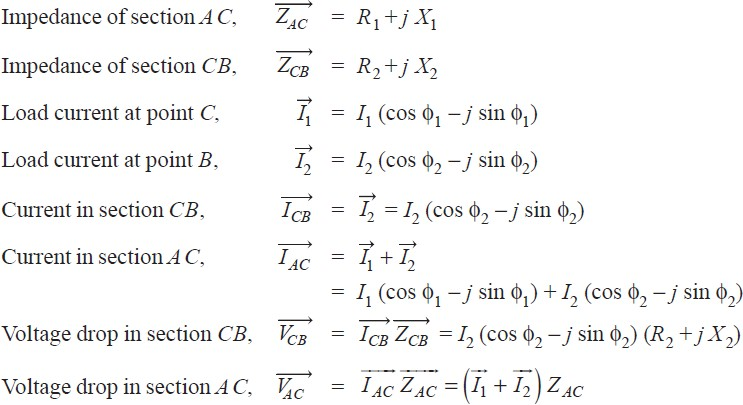 Impedance of section AC, $\overrightarrow{Z_{AC}} = R_1 + j X_1$
Impedance of section CB, $\overrightarrow{Z_{CB}} = R_2 + j X_2$
Load current at point C, $\overrightarrow{I_1} = I_1 (\cos \phi_1 - j \sin \phi_1)$
Load current at point B, $\overrightarrow{I_2} = I_2 (\cos \phi_2 - j \sin \phi_2)$
Current in section CB, $\overrightarrow{I_{CB}} = \overrightarrow{I_2} = I_2 (\cos \phi_2 - j \sin \phi_2)$
Current in section AC, $\overrightarrow{I_{AC}} = \overrightarrow{I_1} + \overrightarrow{I_2}$
$= I_1 (\cos \phi_1 - j \sin \phi_1) + I_2 (\cos \phi_2 - j \sin \phi_2)$
Voltage drop in section CB, $\overrightarrow{V_{CB}} = \overrightarrow{I_{CB}} \overrightarrow{Z_{CB}} = I_2 (\cos \phi_2 - j \sin \phi_2) (R_2 + j X_2)$
Voltage drop in section AC, $\overrightarrow{V_{AC}} = \overrightarrow{I_{AC}} \overrightarrow{Z_{AC}} = \left(\overrightarrow{I_1} + \overrightarrow{I_2}\right) Z_{AC}$